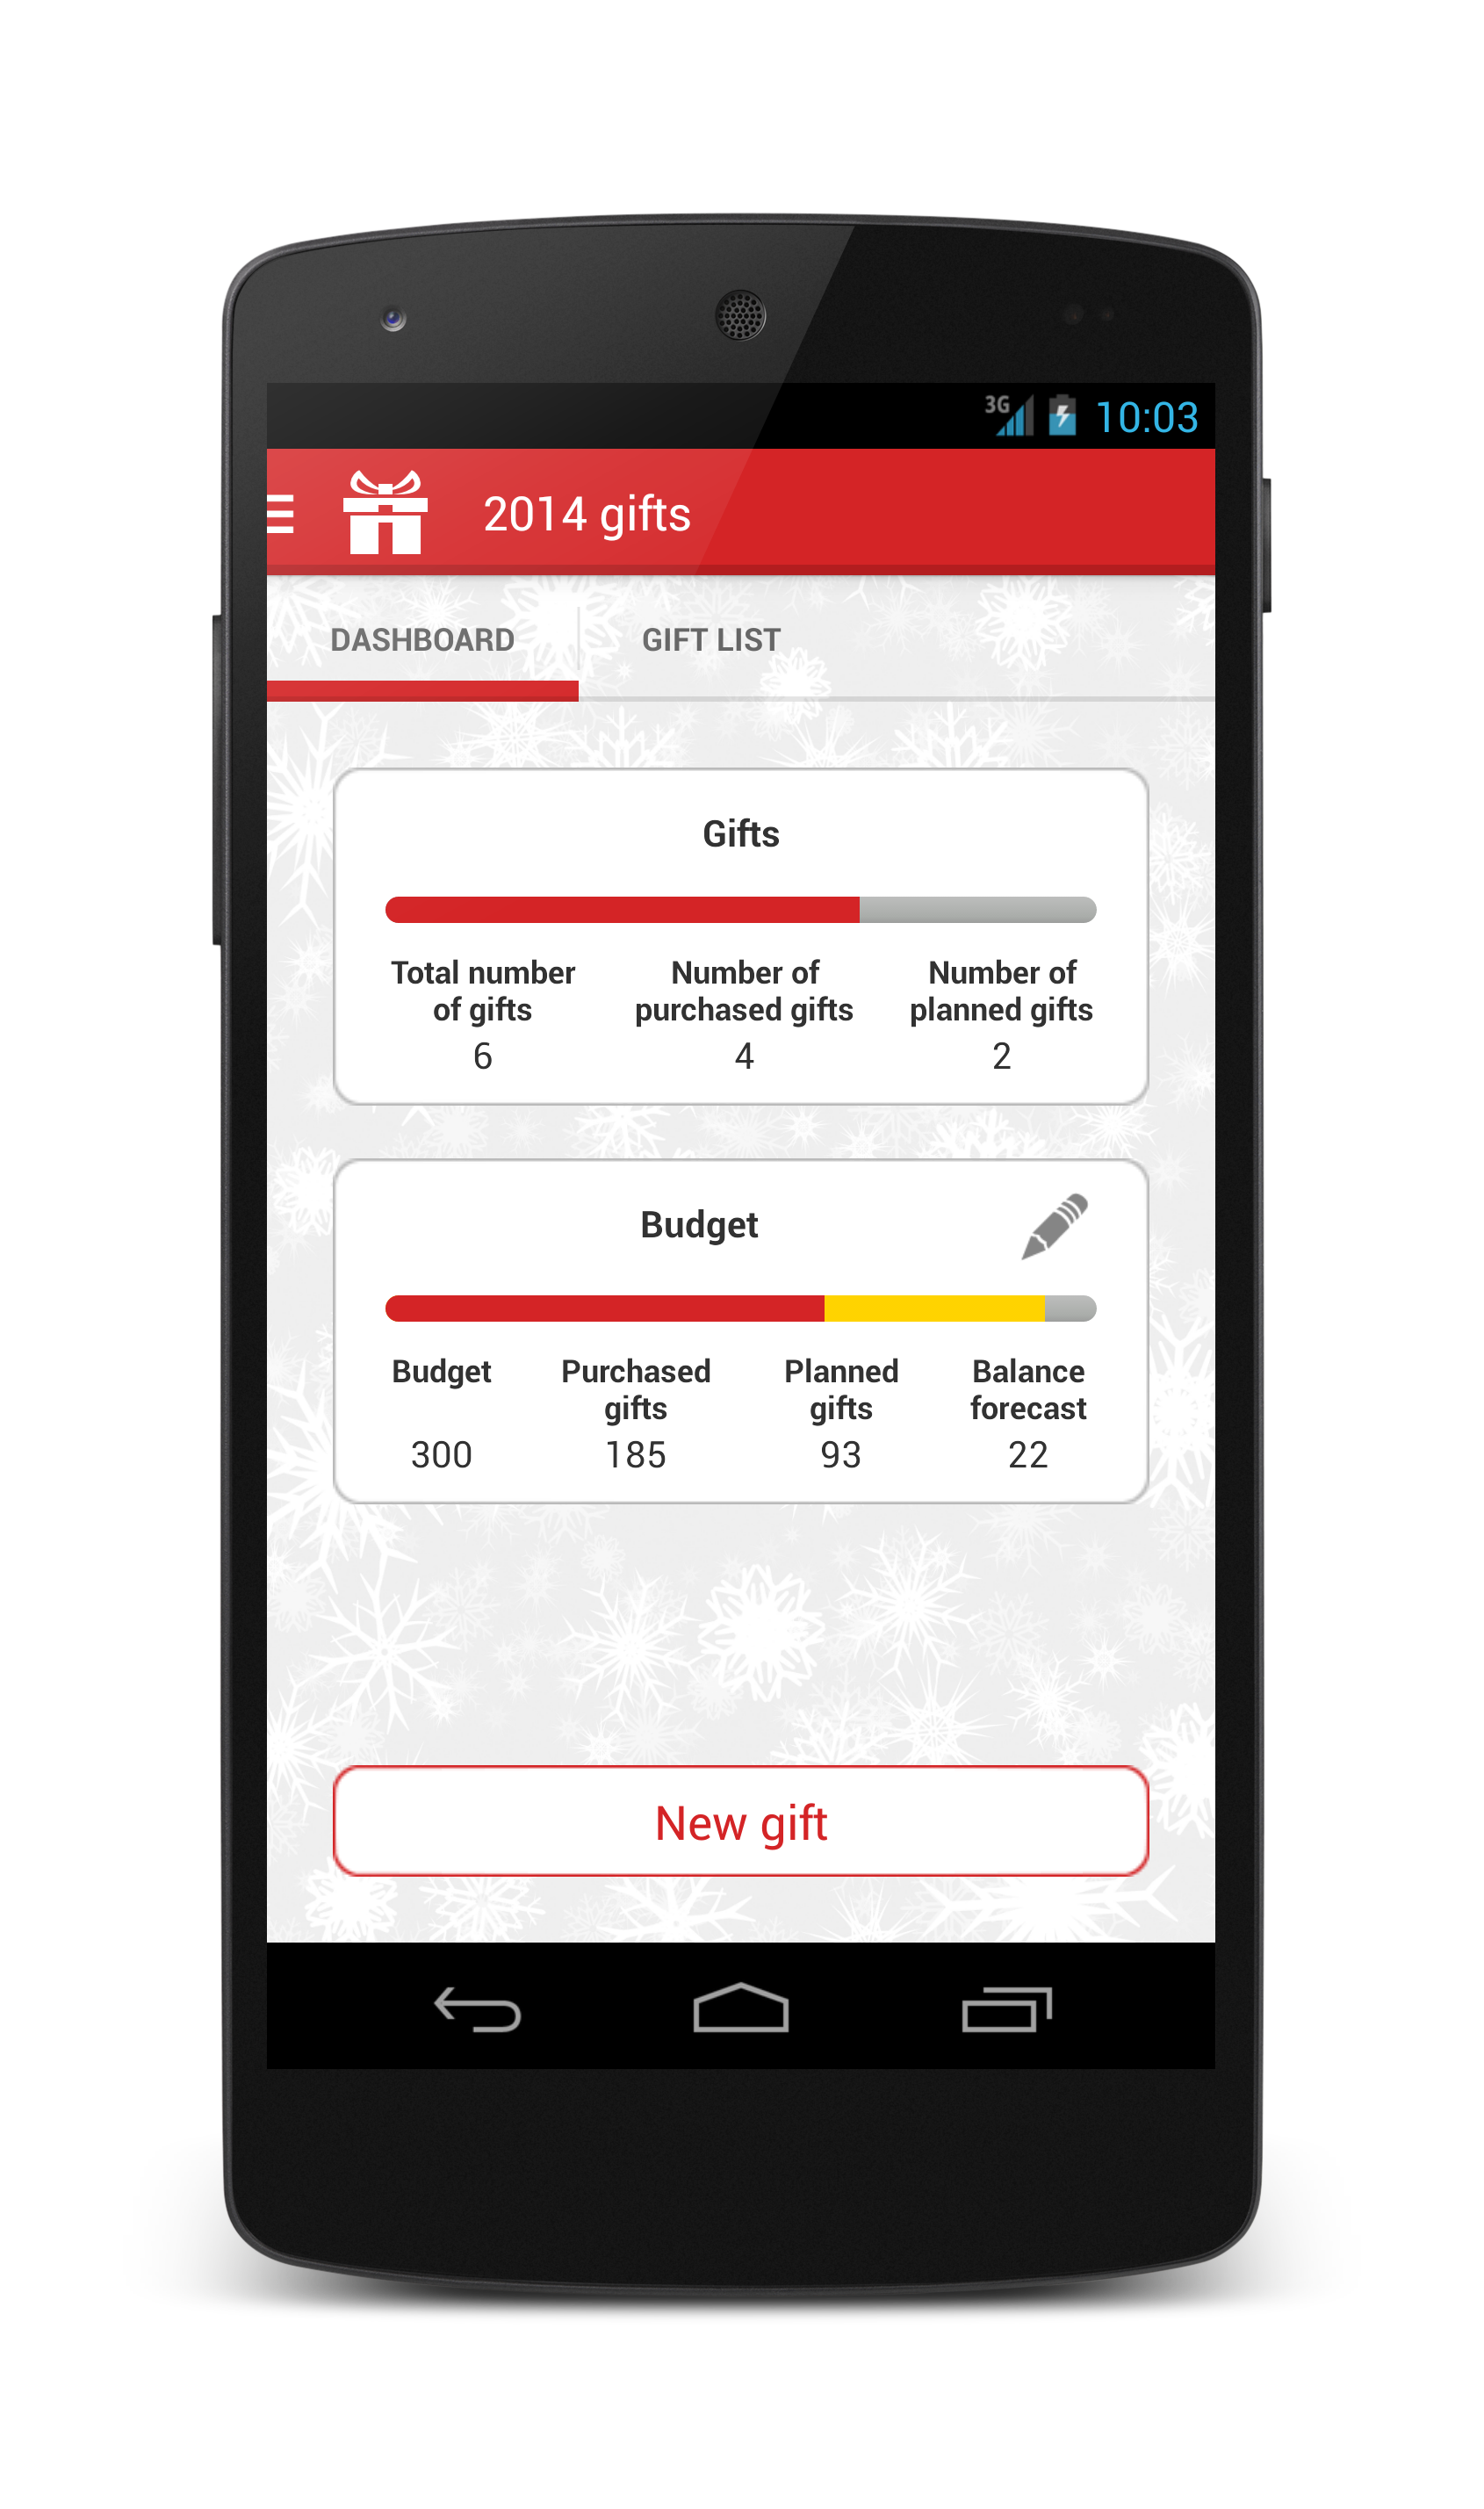 3G 10:03
2014 gifts
DASHBOARD GIFT LIST
Gifts
Total number Number of Number of
of gifts purchased gifts planned gifts
6 4 2
Budget
Budget Purchased Planned Balance
gifts gifts forecast
300 185 93 22
New gift